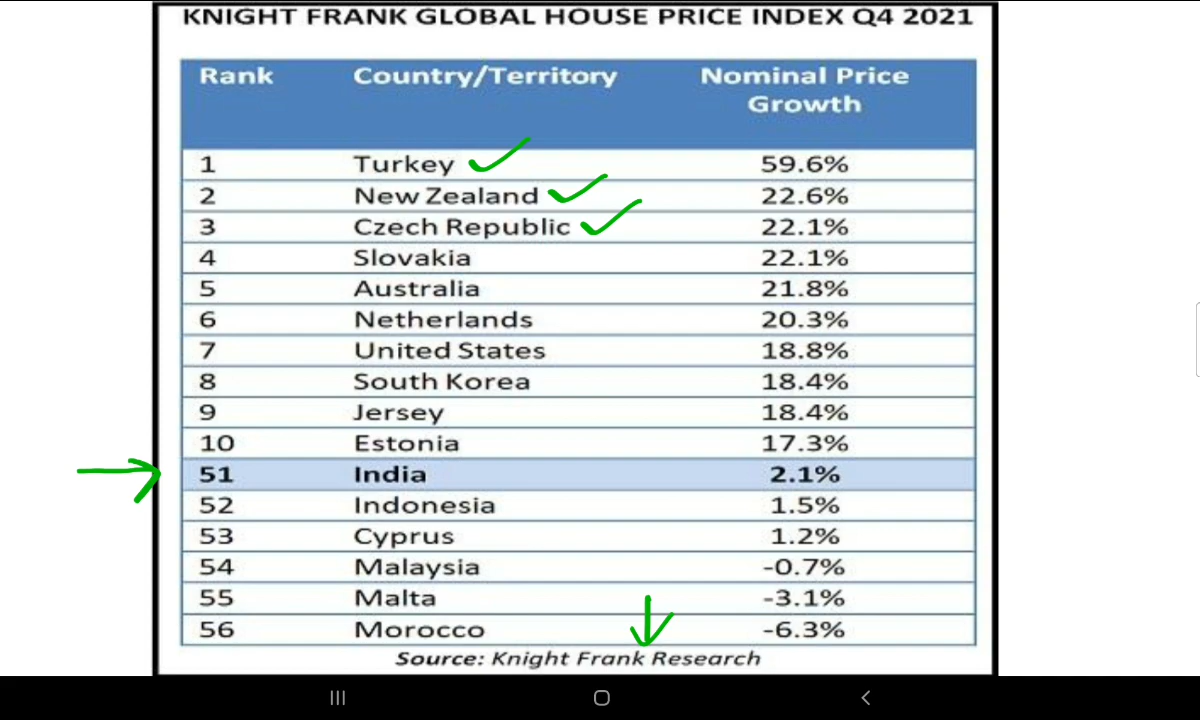 KNIGHT FRANK GLOBAL HOUSE PRICE INDEX Q4 2021
Rank Country/Territory Nominal Price Growth
1 Turkey 59.6%
2 New Zealand 22.6%
3 Czech Republic 22.1%
4 Slovakia 22.1%
5 Australia 21.8%
6 Netherlands 20.3%
7 United States 18.8%
8 South Korea 18.4%
9 Jersey 18.4%
10 Estonia 17.3%
51 India 2.1%
52 Indonesia 1.5%
53 Cyprus 1.2%
54 Malaysia -0.7%
55 Malta -3.1%
56 Morocco -6.3%
Source: Knight Frank Research